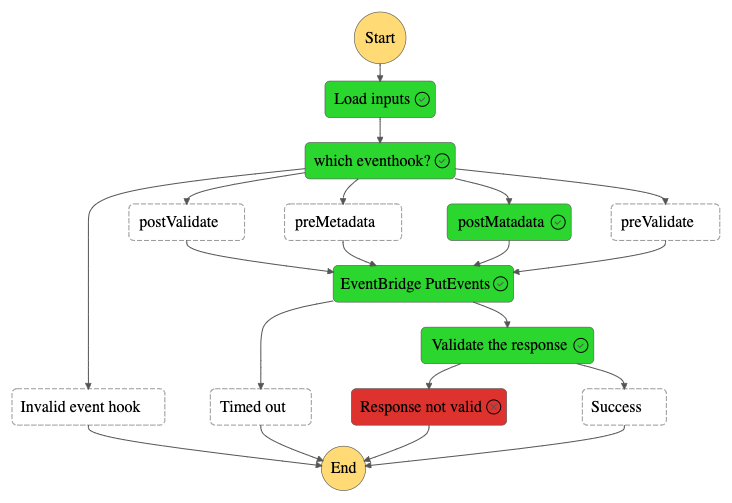 Start
Load inputs
which eventhook?
postValidate
preMetadata
postMatadata
preValidate
EventBridge PutEvents
Validate the response
Invalid event hook
Timed out
Response not valid
Success
End